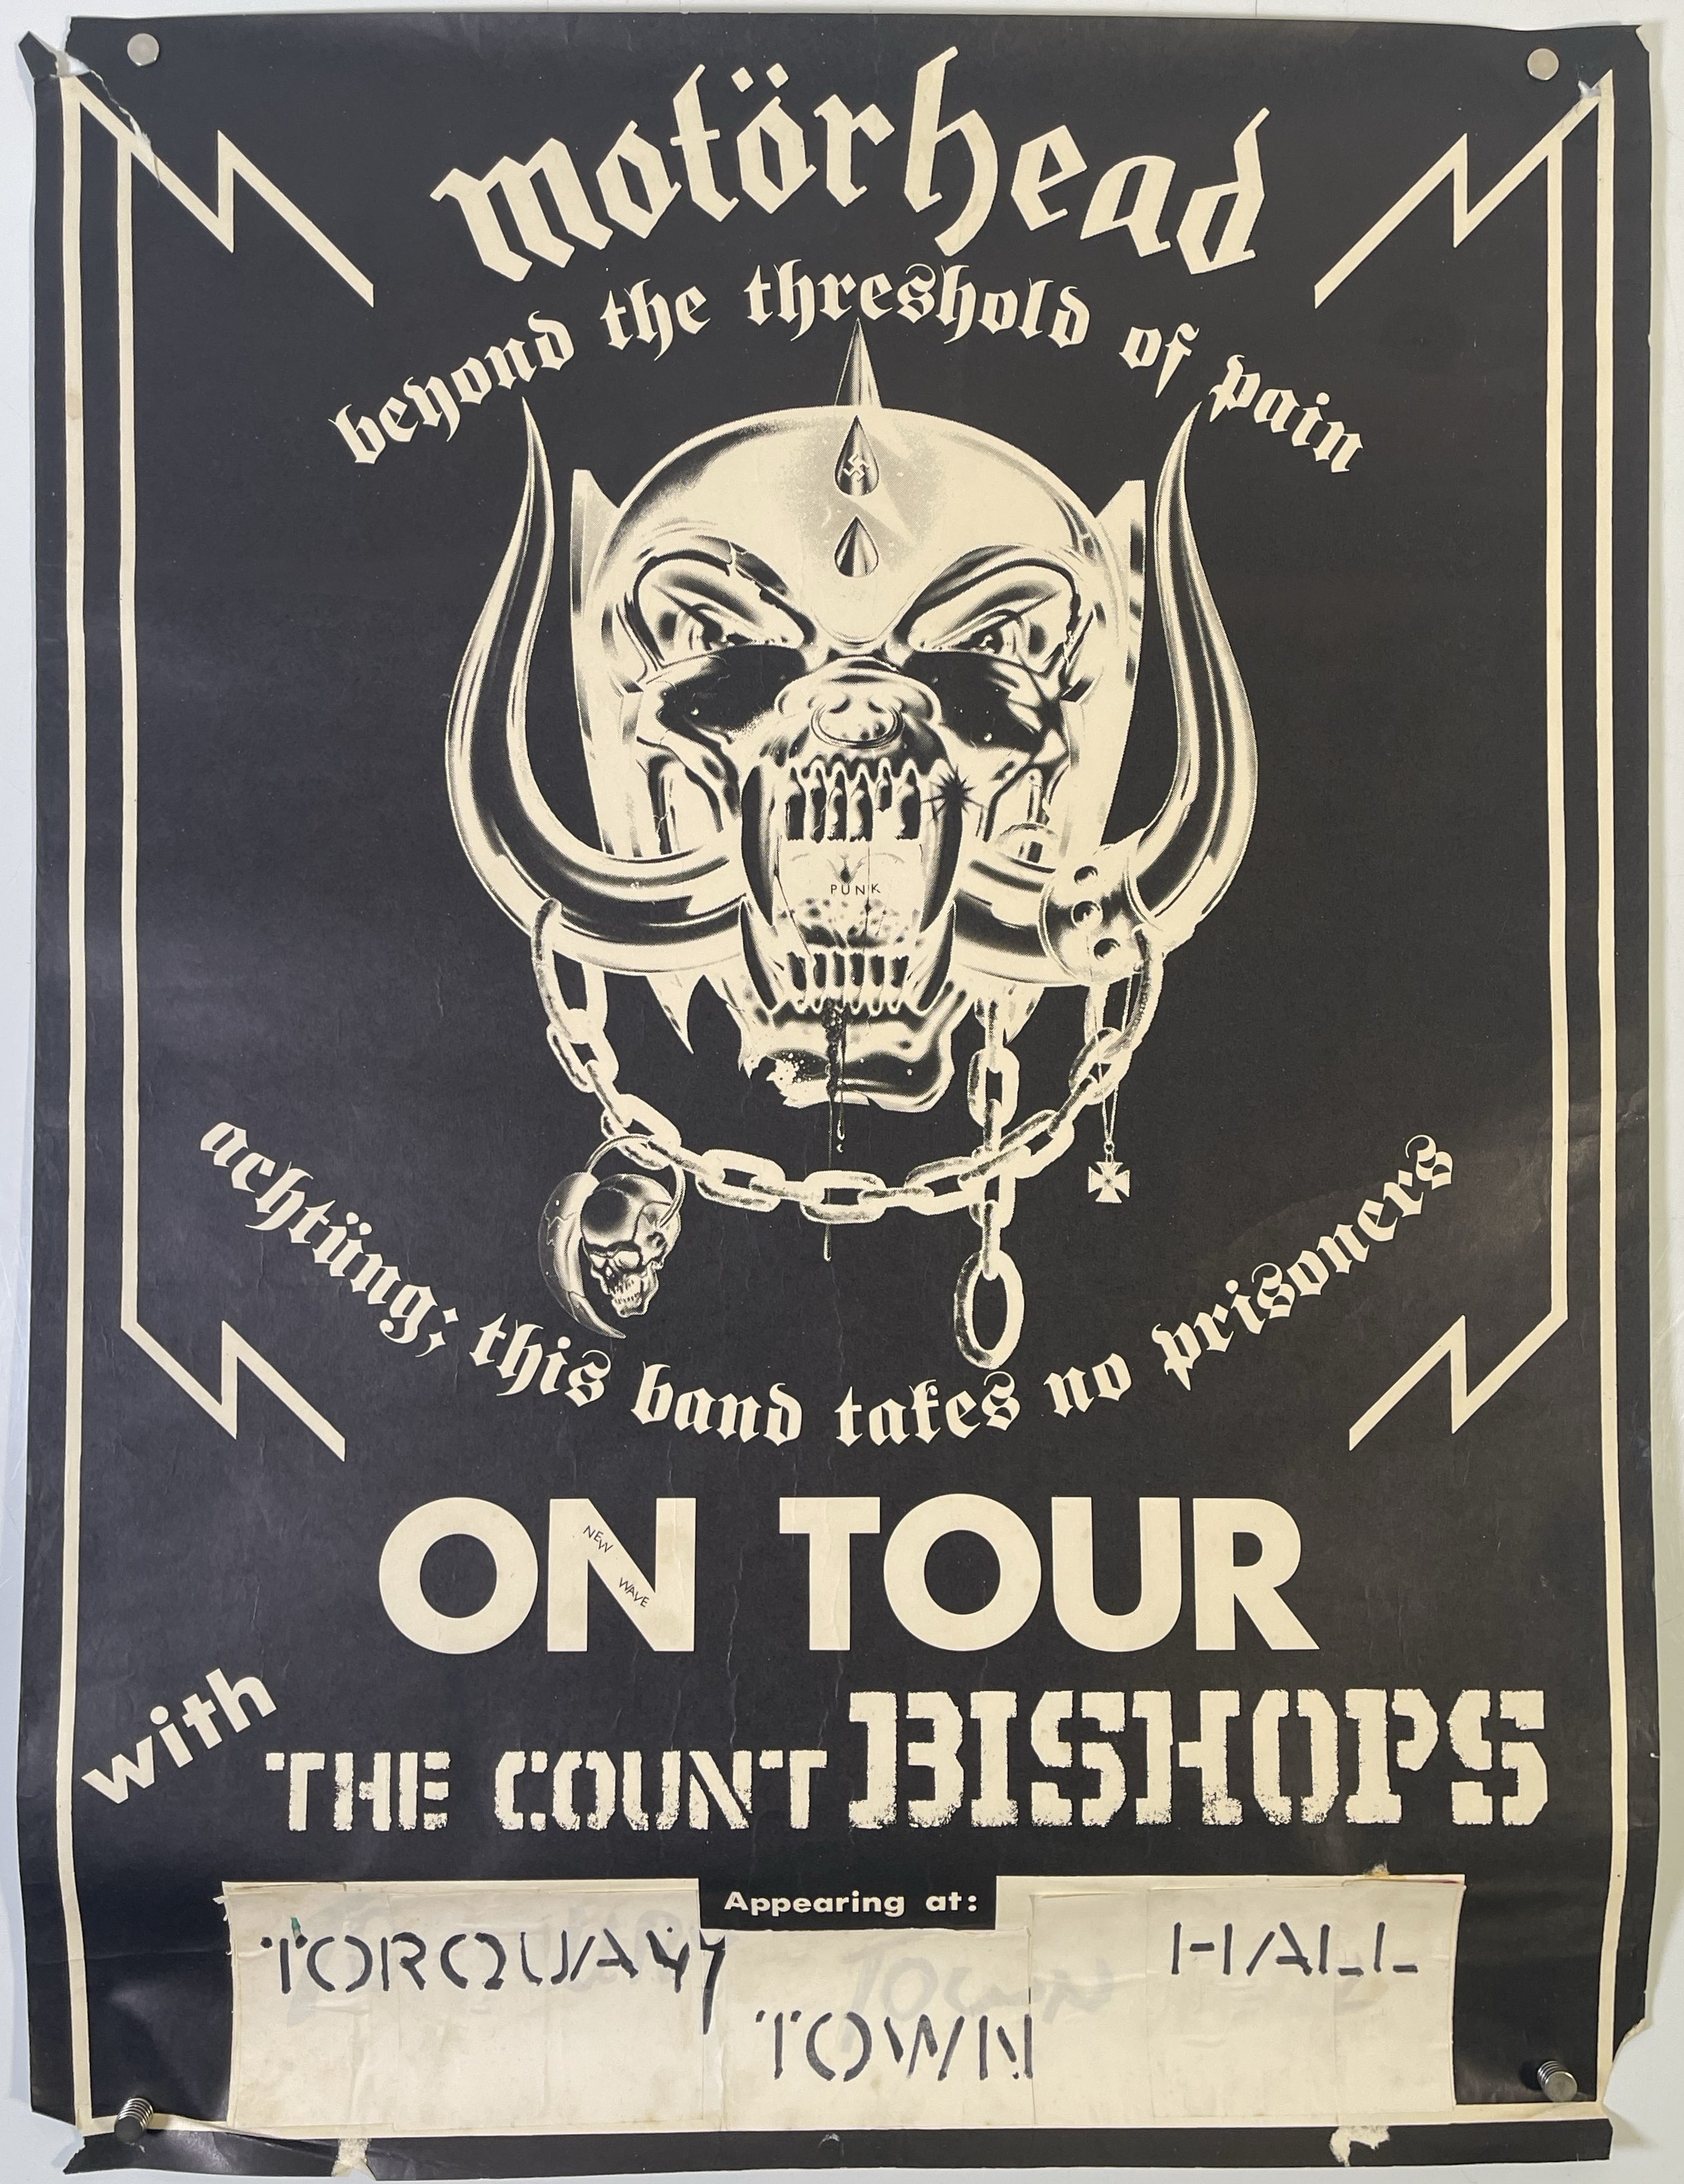 motörhead
beyond the threshold of pain
PUNK
achtüng; this band takes no prisoners
ON TOUR
NEW WAVE
with
THE COUNT BISHOPS
Appearing at:
TORQUAY HALL
TOWN